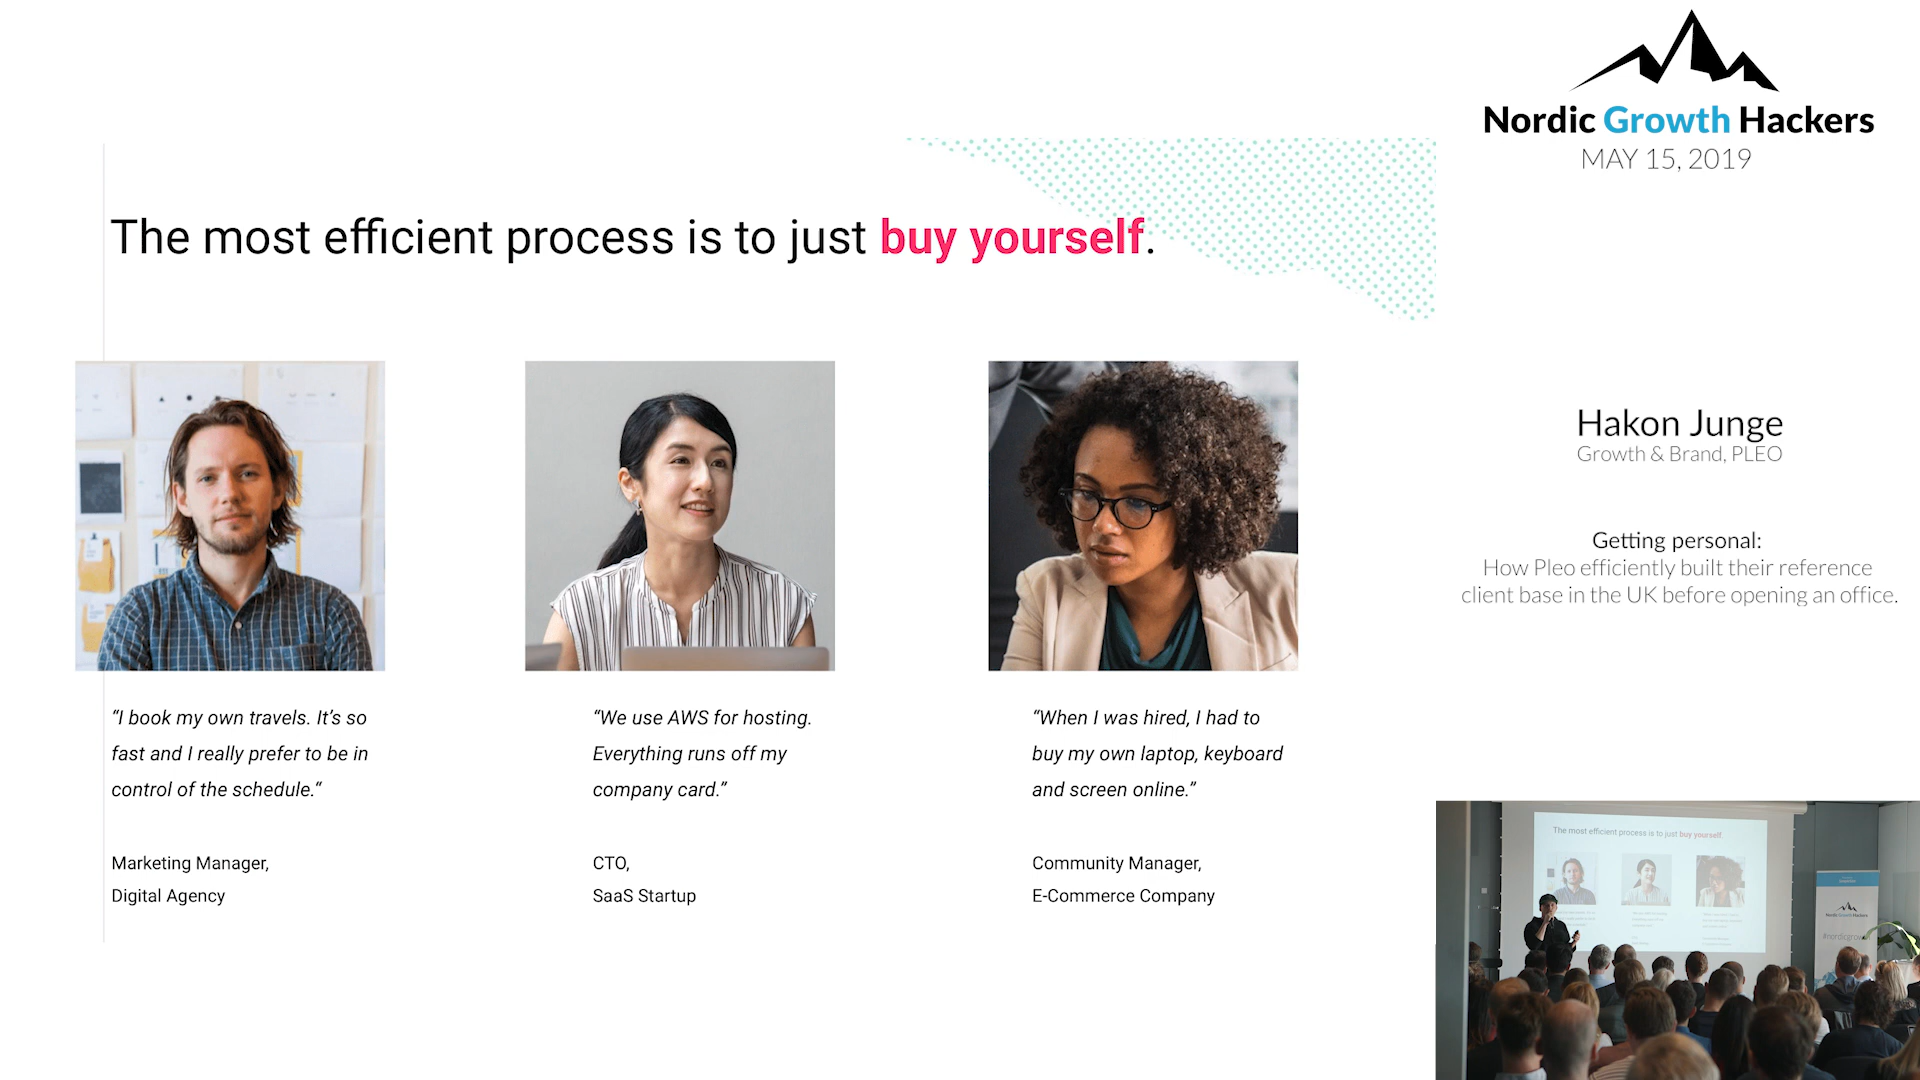 Nordic Growth Hackers
MAY 15, 2019
The most efficient process is to just buy yourself.
“I book my own travels. It’s so
fast and I really prefer to be in
control of the schedule.“
Marketing Manager,
Digital Agency
“We use AWS for hosting.
Everything runs off my
company card.”
CTO,
SaaS Startup
“When I was hired, I had to
buy my own laptop, keyboard
and screen online.”
Community Manager,
E-Commerce Company
Hakon Junge
Growth & Brand, PLEO
Getting personal:
How Pleo efficiently built their reference
client base in the UK before opening an office.
The most efficient process is to just buy yourself
Nordic Growth Hackers